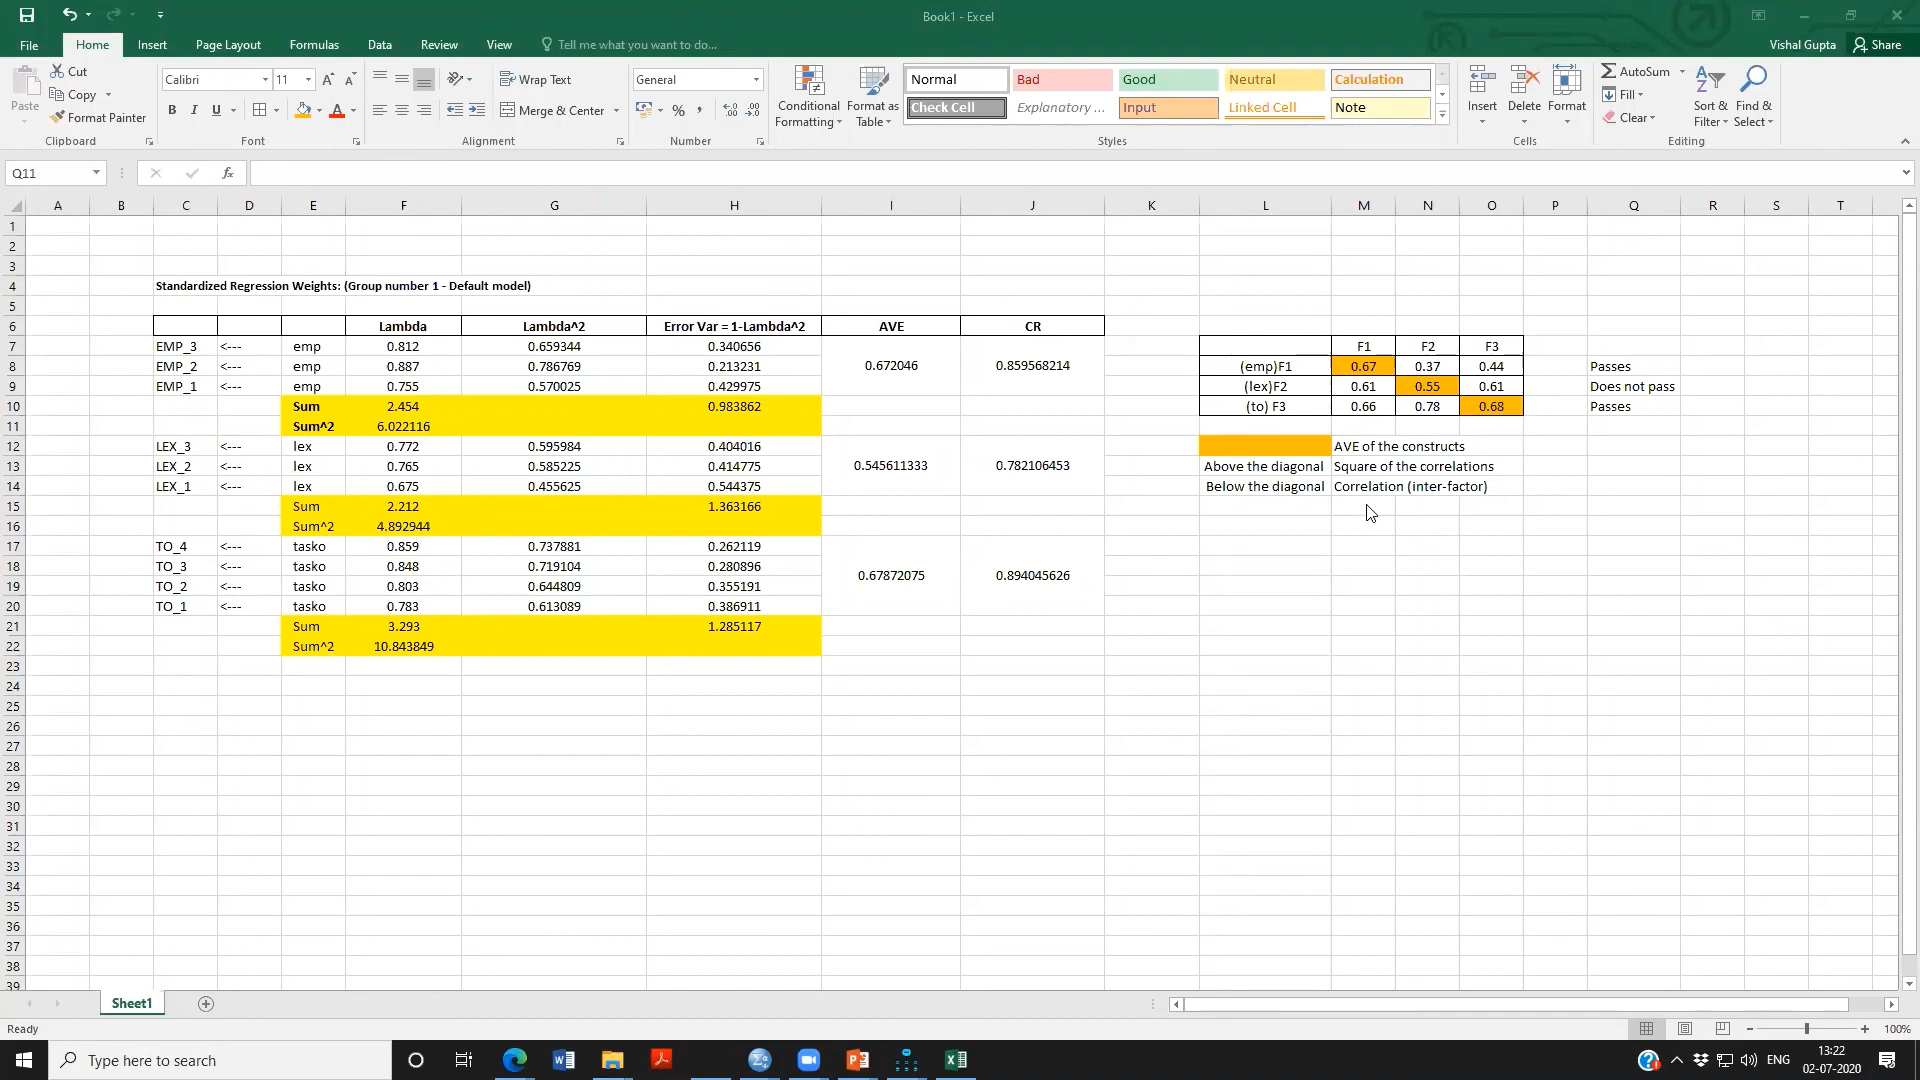 Book1 - Excel
File Home Insert Page Layout Formulas Data Review View Tell me what you want to do... Vishal Gupta Share
Paste Cut Calibri 11 Wrap Text General Conditional Formatting Format as Table Normal Bad Good Neutral Calculation Insert Delete Format AutoSum Sort & Filter Find & Select
Copy B I U Merge & Center % Check Cell Explanatory ... Input Linked Cell Note Fill
Format Painter Clear
Clipboard Font Alignment Number Styles Cells Editing
Q11 fx
A B C D E F G H I J K L M N O P Q R S T
1
2
3
4 Standardized Regression Weights: (Group number 1 - Default model)
5
6 Lambda Lambda^2 Error Var = 1-Lambda^2 AVE CR
7 EMP_3 <--- emp 0.812 0.659344 0.340656 F1 F2 F3
8 EMP_2 <--- emp 0.887 0.786769 0.213231 0.672046 0.859568214 (emp)F1 0.67 0.37 0.44 Passes
9 EMP_1 <--- emp 0.755 0.570025 0.429975 (lex)F2 0.61 0.55 0.61 Does not pass
10 Sum 2.454 0.983862 (to) F3 0.66 0.78 0.68 Passes
11 Sum^2 6.022116
12 LEX_3 <--- lex 0.772 0.595984 0.404016 AVE of the constructs
13 LEX_2 <--- lex 0.765 0.585225 0.414775 0.545611333 0.782106453 Above the diagonal Square of the correlations
14 LEX_1 <--- lex 0.675 0.455625 0.544375 Below the diagonal Correlation (inter-factor)
15 Sum 2.212 1.363166
16 Sum^2 4.892944
17 TO_4 <--- tasko 0.859 0.737881 0.262119
18 TO_3 <--- tasko 0.848 0.719104 0.280896 0.67872075 0.894045626
19 TO_2 <--- tasko 0.803 0.644809 0.355191
20 TO_1 <--- tasko 0.783 0.613089 0.386911
21 Sum 3.293 1.285117
22 Sum^2 10.843849
23
24
25
26
27
28
29
30
31
32
33
34
35
36
37
38
39
Sheet1
Ready 100%
Type here to search ENG 13:22
02-07-2020